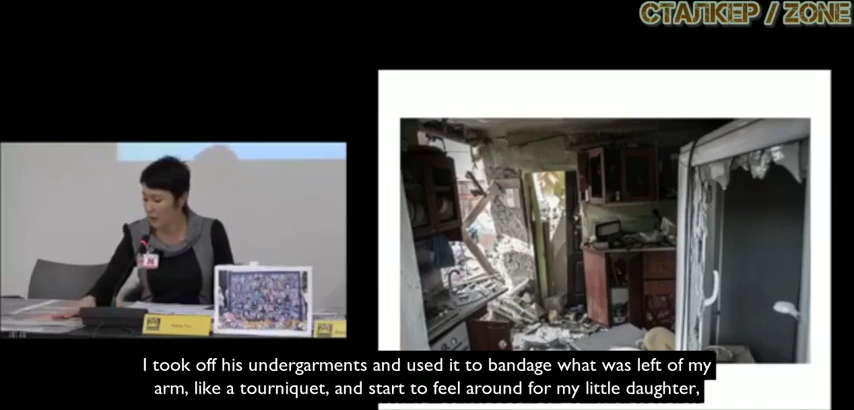 СТАЛКЕР / ZONE
I took off his undergarments and used it to bandage what was left of my
arm, like a tourniquet, and start to feel around for my little daughter,